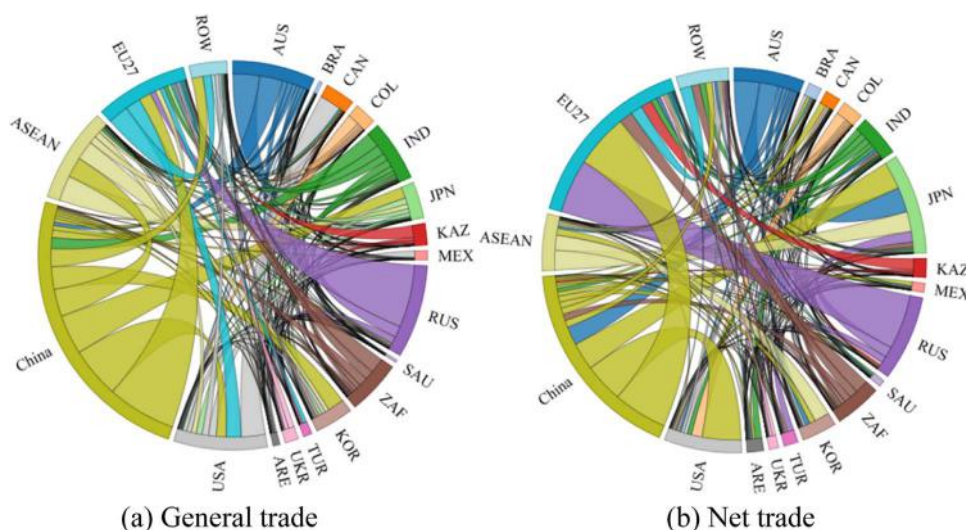 ROW
AUS
BRA
CAN
COL
IND
JPN
KAZ
MEX
RUS
SAU
ZAF
KOR
TUR
UKR
ARE
USA
China
ASEAN
EU27
(a) General trade
ROW
AUS
BRA
CAN
COL
IND
JPN
KAZ
MEX
RUS
SAU
ZAF
KOR
TUR
UKR
ARE
USA
China
ASEAN
EU27
(b) Net trade